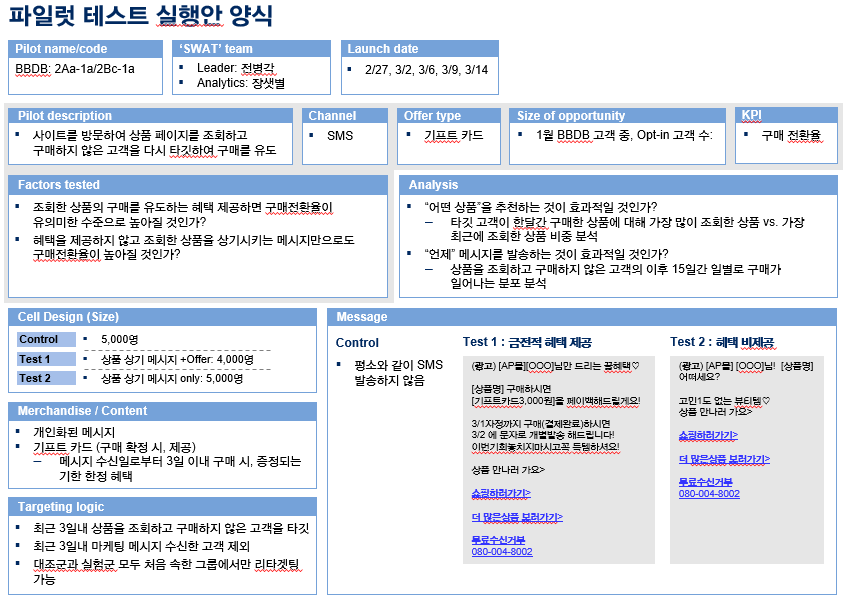 파일럿 테스트 실행안 양식
Pilot name/code
BBDB: 2Aa-1a/2Bc-1a
‘SWAT’ team
▪ Leader: 전병각
▪ Analytics: 장샛별
Launch date
▪ 2/27, 3/2, 3/6, 3/9, 3/14
Pilot description
▪ 사이트를 방문하여 상품 페이지를 조회하고
구매하지 않은 고객을 다시 타깃하여 구매를 유도
Channel
▪ SMS
Offer type
▪ 기프트 카드
Size of opportunity
▪ 1월 BBDB 고객 중, Opt-in 고객 수:
KPI
▪ 구매 전환율
Factors tested
▪ 조회한 상품의 구매를 유도하는 혜택 제공하면 구매전환율이
유의미한 수준으로 높아질 것인가?
▪ 혜택을 제공하지 않고 조회한 상품을 상기시키는 메시지만으로도
구매전환율이 높아질 것인가?
Analysis
▪ “어떤 상품”을 추천하는 것이 효과적일 것인가?
– 타깃 고객이 한달간 구매한 상품에 대해 가장 많이 조회한 상품 vs. 가장
최근에 조회한 상품 비중 분석
▪ “언제” 메시지를 발송하는 것이 효과적일 것인가?
– 상품을 조회하고 구매하지 않은 고객의 이후 15일간 일별로 구매가
일어나는 분포 분석
Cell Design (Size)
Control ▪ 5,000명
Test 1 ▪ 상품 상기 메시지 +Offer: 4,000명
Test 2 ▪ 상품 상기 메시지 only: 5,000명
Merchandise / Content
▪ 개인화된 메시지
▪ 기프트 카드 (구매 확정 시, 제공)
– 메시지 수신일로부터 3일 이내 구매 시, 증정되는
기한 한정 혜택
Targeting logic
▪ 최근 3일내 상품을 조회하고 구매하지 않은 고객을 타깃
▪ 최근 3일내 마케팅 메시지 수신한 고객 제외
▪ 대조군과 실험군 모두 처음 속한 그룹에서만 리타겟팅
가능
Message
Control
▪ 평소와 같이 SMS
발송하지 않음
Test 1 : 금전적 혜택 제공
(광고) [AP몰][OOO]님만 드리는 꿀혜택♡
[상품명] 구매하시면
[기프트카드3,000원]을 페이백해드릴게요!
3/1자정까지 구매(결제완료)하시면
3/2 에 문자로 개별발송 해드립니다!
이번기회놓치지마시고꼭 득템하세요!
상품 만나러 가요>
쇼핑하러가기>
더 많은상품 보러가기>
무료수신거부
080-004-8002
Test 2 : 혜택 비제공
(광고) [AP몰] [OOO]님! [상품명]
어떠세요?
고민1도 없는 뷰티템♡
상품 만나러 가요>
쇼핑하러가기>
더 많은상품 보러가기>
무료수신거부
080-004-8002